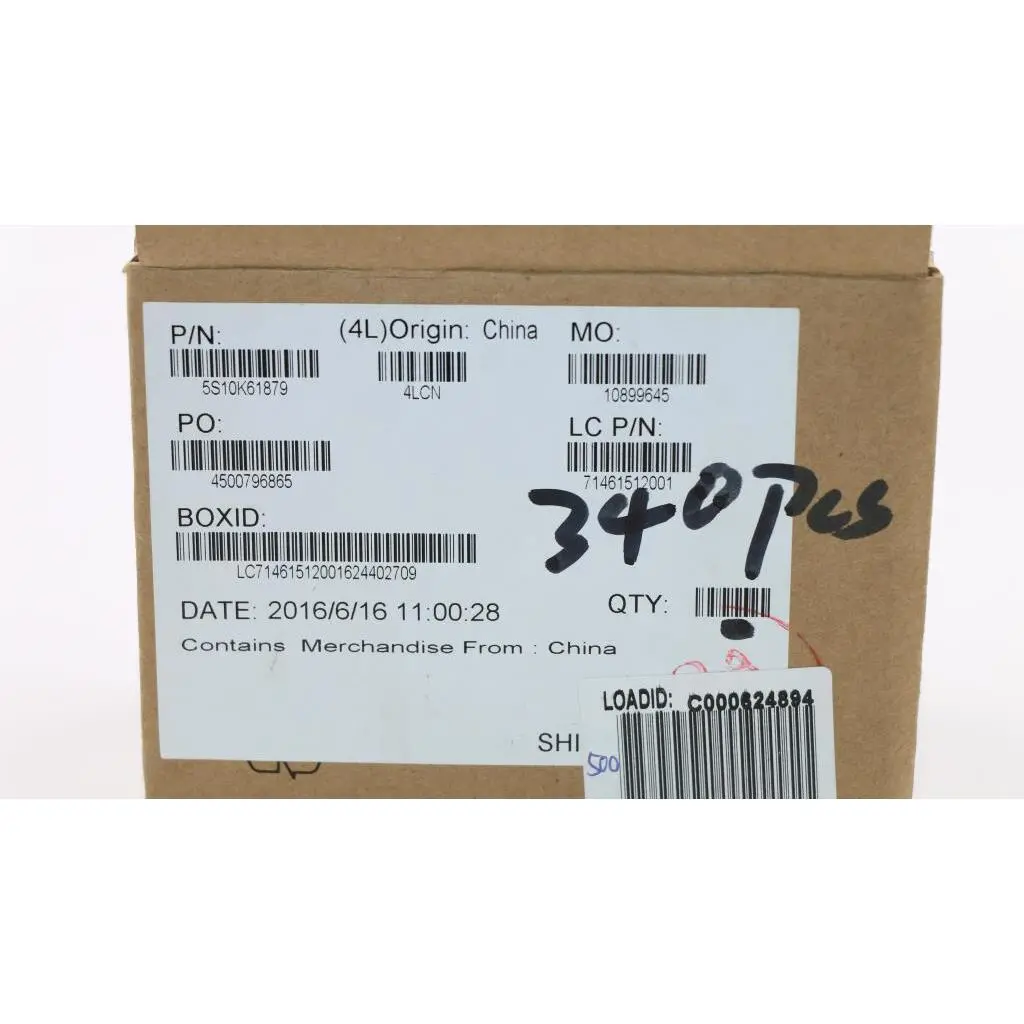 P/N: (4L)Origin: China MO:
5S10K61879 4LCN 10899645
PO: LC P/N:
4500796865 71461512001
340pcs
BOXID:
LC71461512001624402709
DATE: 2016/6/16 11:00:28 QTY:
Contains Merchandise From : China
LOADID: C000624894
SHI
500